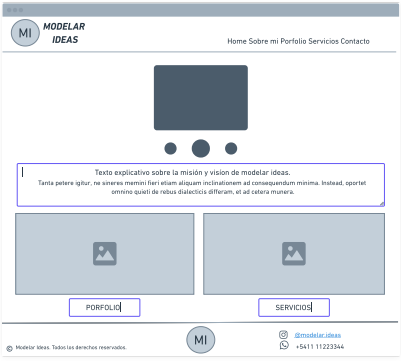 MI
MODELAR
IDEAS
Home Sobre mi Porfolio Servicios Contacto
Texto explicativo sobre la misión y vision de modelar ideas.
Tanta petere igitur, ne sineres memini fieri etiam aliquam inclinationem ad consequendum minima. Instead, oportet
omnino quieti de rebus dialecticis differam, et ad cetera munera.
PORFOLIO
SERVICIOS
© Modelar Ideas. Todos los derechos reservados.
MI
@modelar.ideas
+5411 11223344